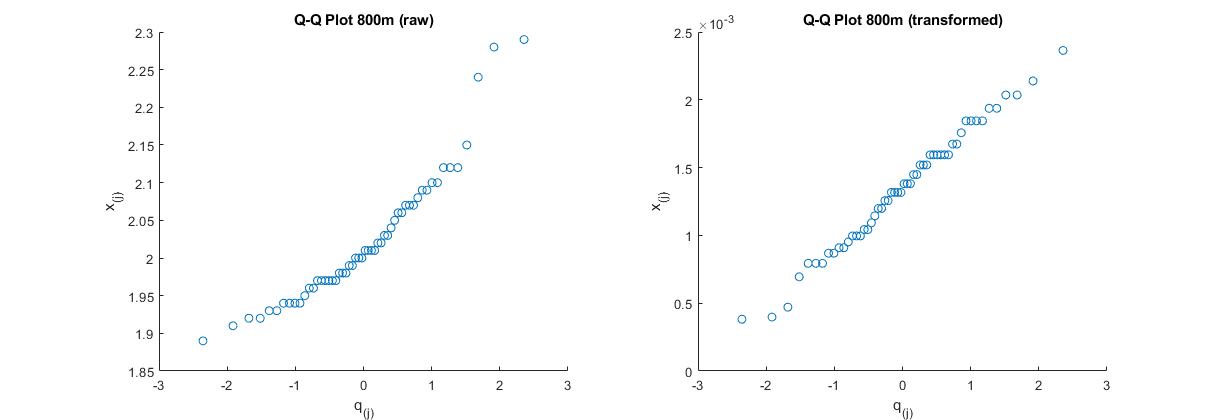 Q-Q Plot 800m (raw)
2.3
2.25
2.2
2.15
2.1
2.05
2
1.95
1.9
1.85
x(j)
-3 -2 -1 0 1 2 3
q(j)
Q-Q Plot 800m (transformed)
×10-3
2.5
2
1.5
1
0.5
0
x(j)
-3 -2 -1 0 1 2 3
q(j)